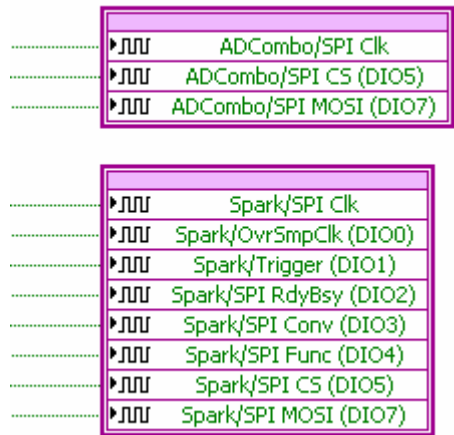 ADCombo/SPI Clk
ADCombo/SPI CS (DIO5)
ADCombo/SPI MOSI (DIO7)
Spark/SPI Clk
Spark/OvrSmpClk (DIO0)
Spark/Trigger (DIO1)
Spark/SPI RdyBsy (DIO2)
Spark/SPI Conv (DIO3)
Spark/SPI Func (DIO4)
Spark/SPI CS (DIO5)
Spark/SPI MOSI (DIO7)